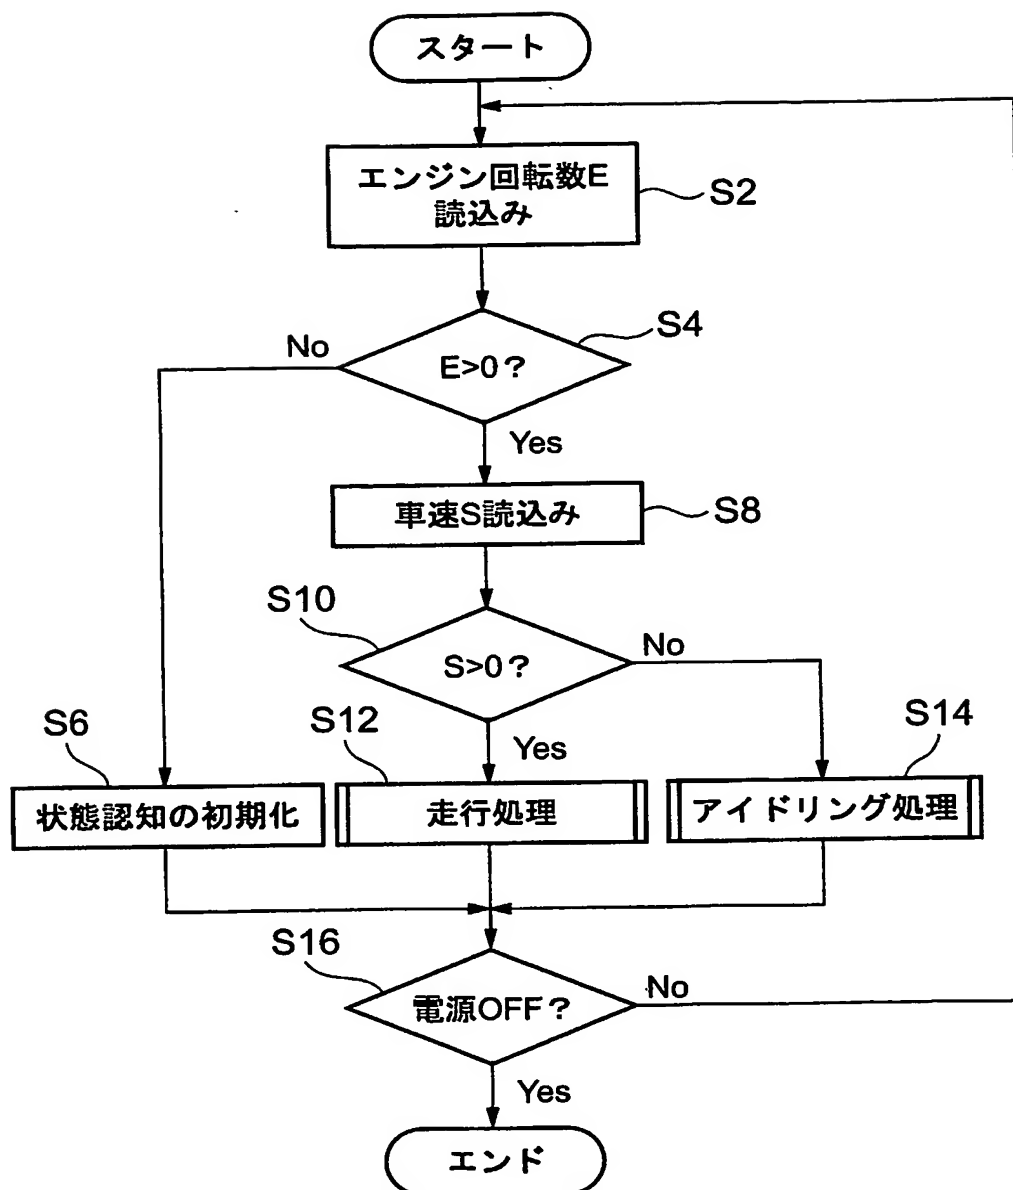 スタート
エンジン回転数E
読込み
S2
S4
No
E>0？
Yes
車速S読込み
S8
S10
S>0？
No
S6
S12
Yes
S14
状態認知の初期化
走行処理
アイドリング処理
S16
電源OFF？
No
Yes
エンド